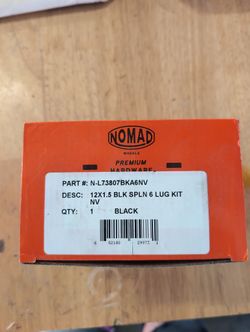 NOMAD
WHEELS
PREMIUM
HARDWARE
PART #: N-L73807BKA6NV
DESC: 12X1.5 BLK SPLN 6 LUG KIT
NV
QTY: 1 BLACK